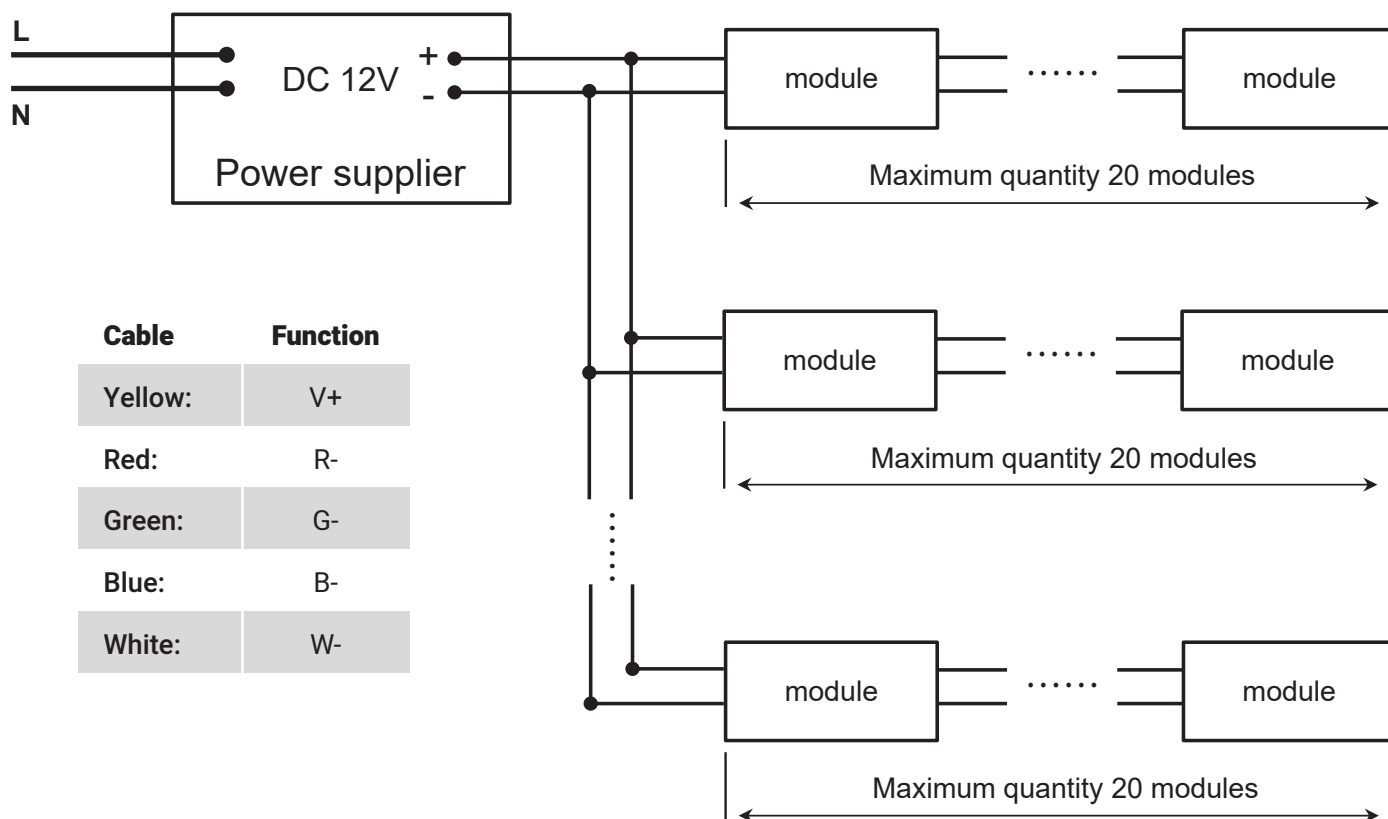 L
N
DC 12V
+
-
Power supplier
module
module
Maximum quantity 20 modules
Cable Function
Yellow: V+
Red: R-
Green: G-
Blue: B-
White: W-
module
module
Maximum quantity 20 modules
module
module
Maximum quantity 20 modules